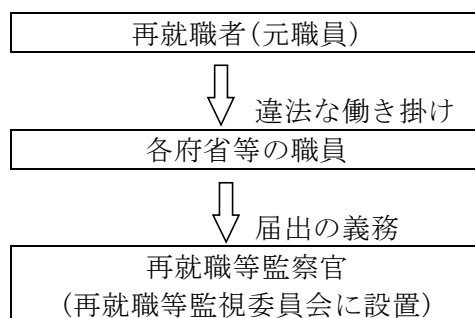 再就職者(元職員)
違法な働き掛け
各府省等の職員
届出の義務
再就職等監察官
(再就職等監視委員会に設置)